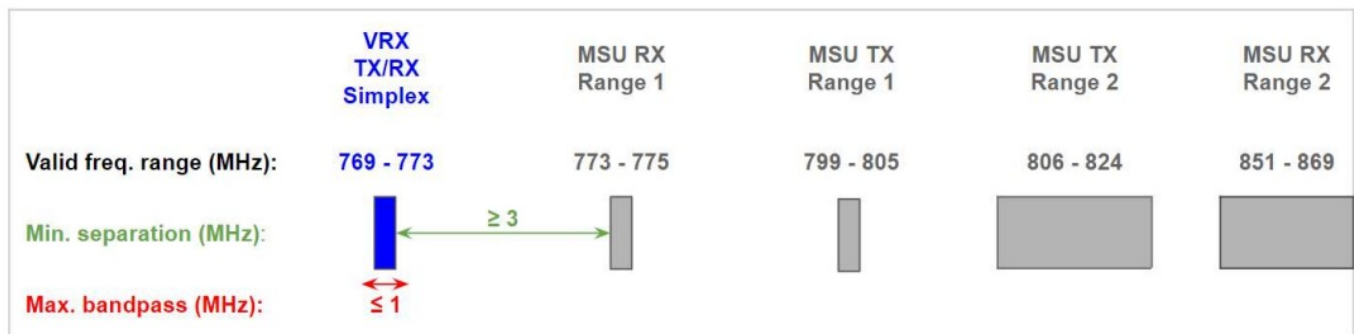 VRX
TX/RX
Simplex
MSU RX
Range 1
MSU TX
Range 1
MSU TX
Range 2
MSU RX
Range 2
Valid freq. range (MHz): 769 - 773 773 - 775 799 - 805 806 - 824 851 - 869
Min. separation (MHz): ≥ 3
Max. bandpass (MHz): ≤ 1